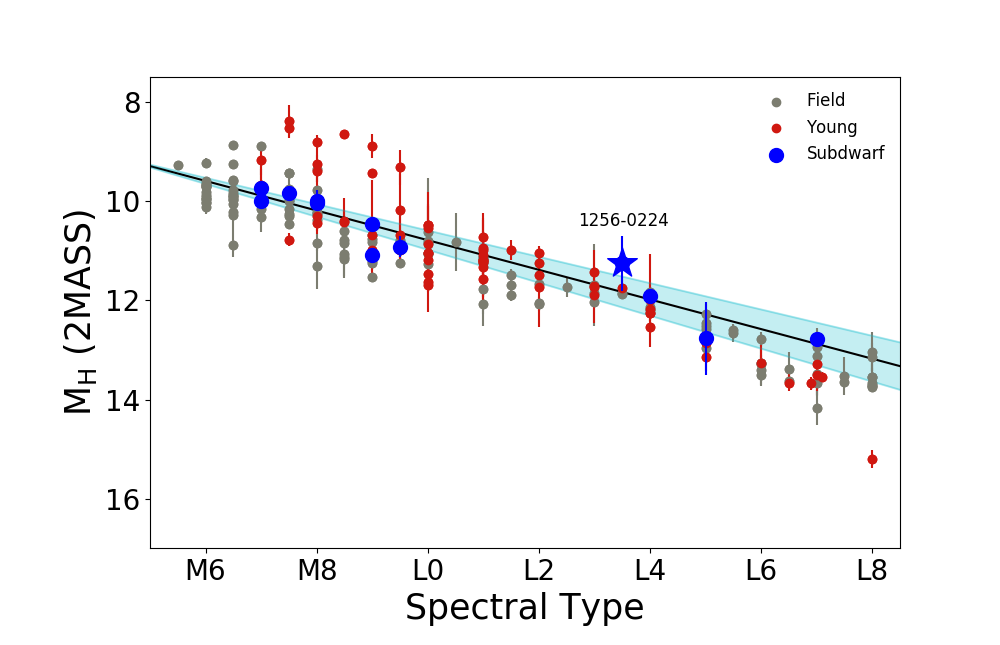 8
10
12
14
16
M_H (2MASS)
Field
Young
Subdwarf
1256-0224
M6 M8 L0 L2 L4 L6 L8
Spectral Type